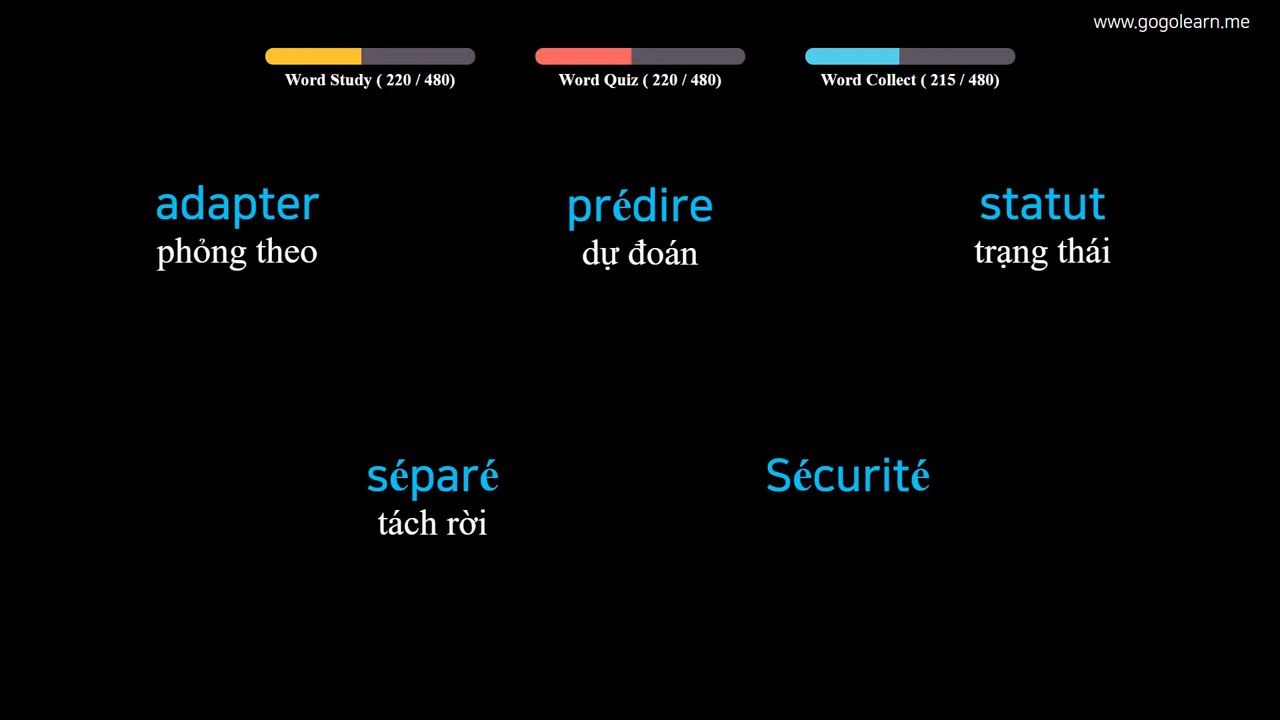 www.gogolearn.me
Word Study ( 220 / 480)
Word Quiz ( 220 / 480)
Word Collect ( 215 / 480)
adapter
phỏng theo
prédire
dự đoán
statut
trạng thái
séparé
tách rời
Sécurité